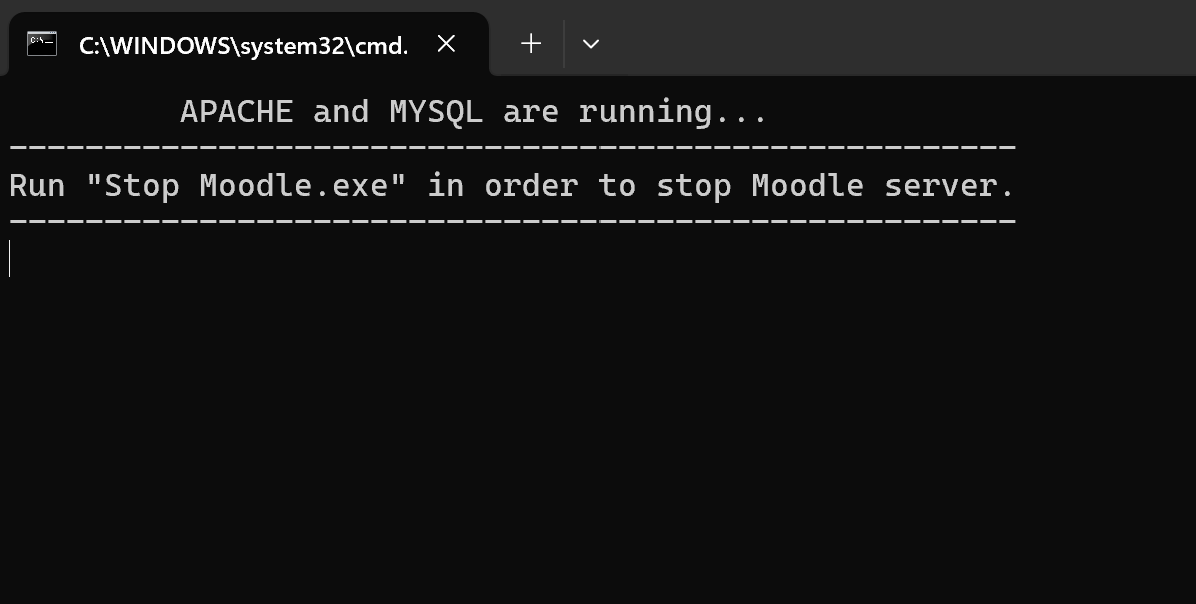 C:\WINDOWS\system32\cmd.
APACHE and MYSQL are running...
-----------------------------------------------------
Run "Stop Moodle.exe" in order to stop Moodle server.
-----------------------------------------------------